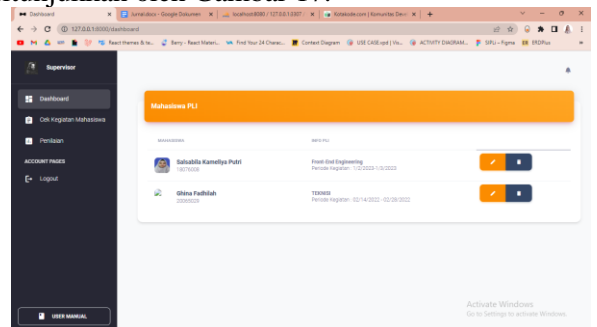 ditunjukkan oleh Gambar 17.
Dashboard
Jurnal.docx - Google Dokumen
localhost:8080 / 127.0.0.1:3307
Kotakode.com | Komunitas Dev
127.0.0.1:8000/dashboard
React themes & te...
Berry - React Materi...
Find Your 24 Charac...
Context Diagram
USE CASE.vpd | Vis...
ACTIVITY DIAGRAM...
SIPLI - Figma
ERDPlus
Supervisor
Dashboard
Cek Kegiatan Mahasiswa
Penilaian
ACCOUNT PAGES
Logout
USER MANUAL
Mahasiswa PLI
MAHASISWA
INFO PLI
Salsabila Kameliya Putri
19076006
Front-End Engineering
Periode Kegiatan : 1/2/2023-1/3/2023
Ghina Fadhilah
TEKNISI
Periode Kegiatan : 02/14/2022 - 02/28/2022
Activate Windows
Go to Settings to activate Windows.